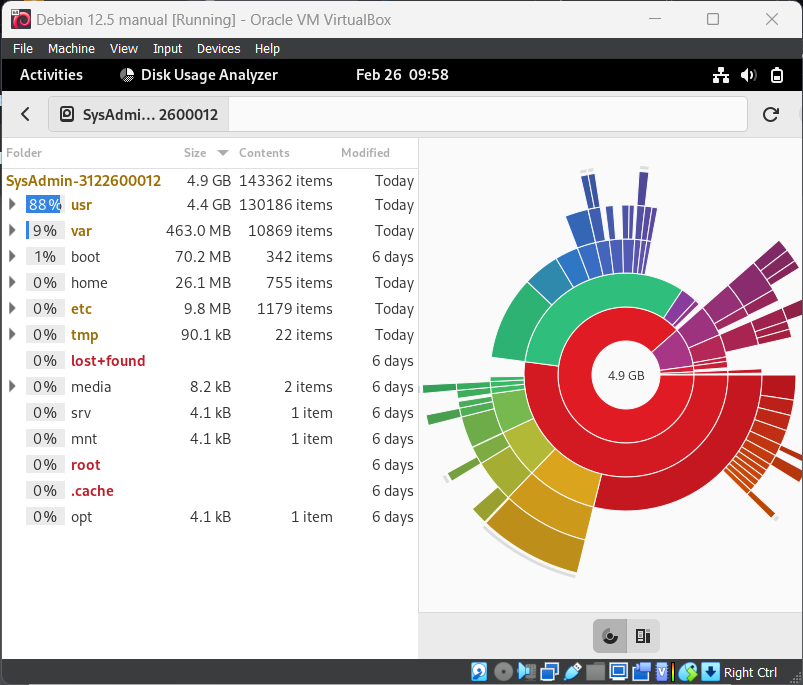 Debian 12.5 manual [Running] - Oracle VM VirtualBox
File Machine View Input Devices Help
Activities Disk Usage Analyzer Feb 26 09:58
SysAdmi... 2600012
Folder Size Contents Modified
SysAdmin-3122600012 4.9 GB 143362 items Today
88% usr 4.4 GB 130186 items Today
9% var 463.0 MB 10869 items Today
1% boot 70.2 MB 342 items 6 days
0% home 26.1 MB 755 items Today
0% etc 9.8 MB 1179 items Today
0% tmp 90.1 kB 22 items Today
0% lost+found 6 days
0% media 8.2 kB 2 items 6 days
0% srv 4.1 kB 1 item 6 days
0% mnt 4.1 kB 1 item 6 days
0% root 6 days
0% .cache 6 days
0% opt 4.1 kB 1 item 6 days
4.9 GB
Right Ctrl